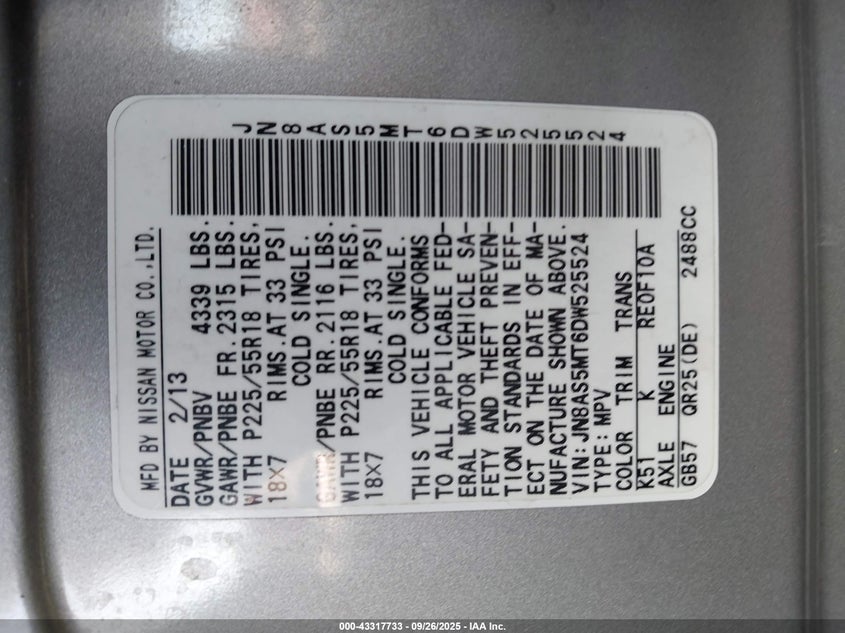 JN8AS5MT6DW525524
MFD BY NISSAN MOTOR CO.,LTD.
DATE 2/13
GVWR/PNBV 4339 LBS.
GAWR/PNBE FR.2315 LBS.
WITH P225/55R18 TIRES,
18X7 RIMS.AT 33 PSI
COLD SINGLE.
GAWR/PNBE RR.2116 LBS.
WITH P225/55R18 TIRES,
18X7 RIMS.AT 33 PSI
COLD SINGLE.
THIS VEHICLE CONFORMS
TO ALL APPLICABLE FED-
ERAL MOTOR VEHICLE SA-
FETY AND THEFT PREVEN-
TION STANDARDS IN EFF-
ECT ON THE DATE OF MA-
NUFACTURE SHOWN ABOVE.
VIN:JN8AS5MT6DW525524
TYPE:MPV
COLOR TRIM TRANS
K51 K RE0F10A
AXLE ENGINE
GB57 QR25(DE) 2488CC
000-43317733 - 09/26/2025 - IAA Inc.